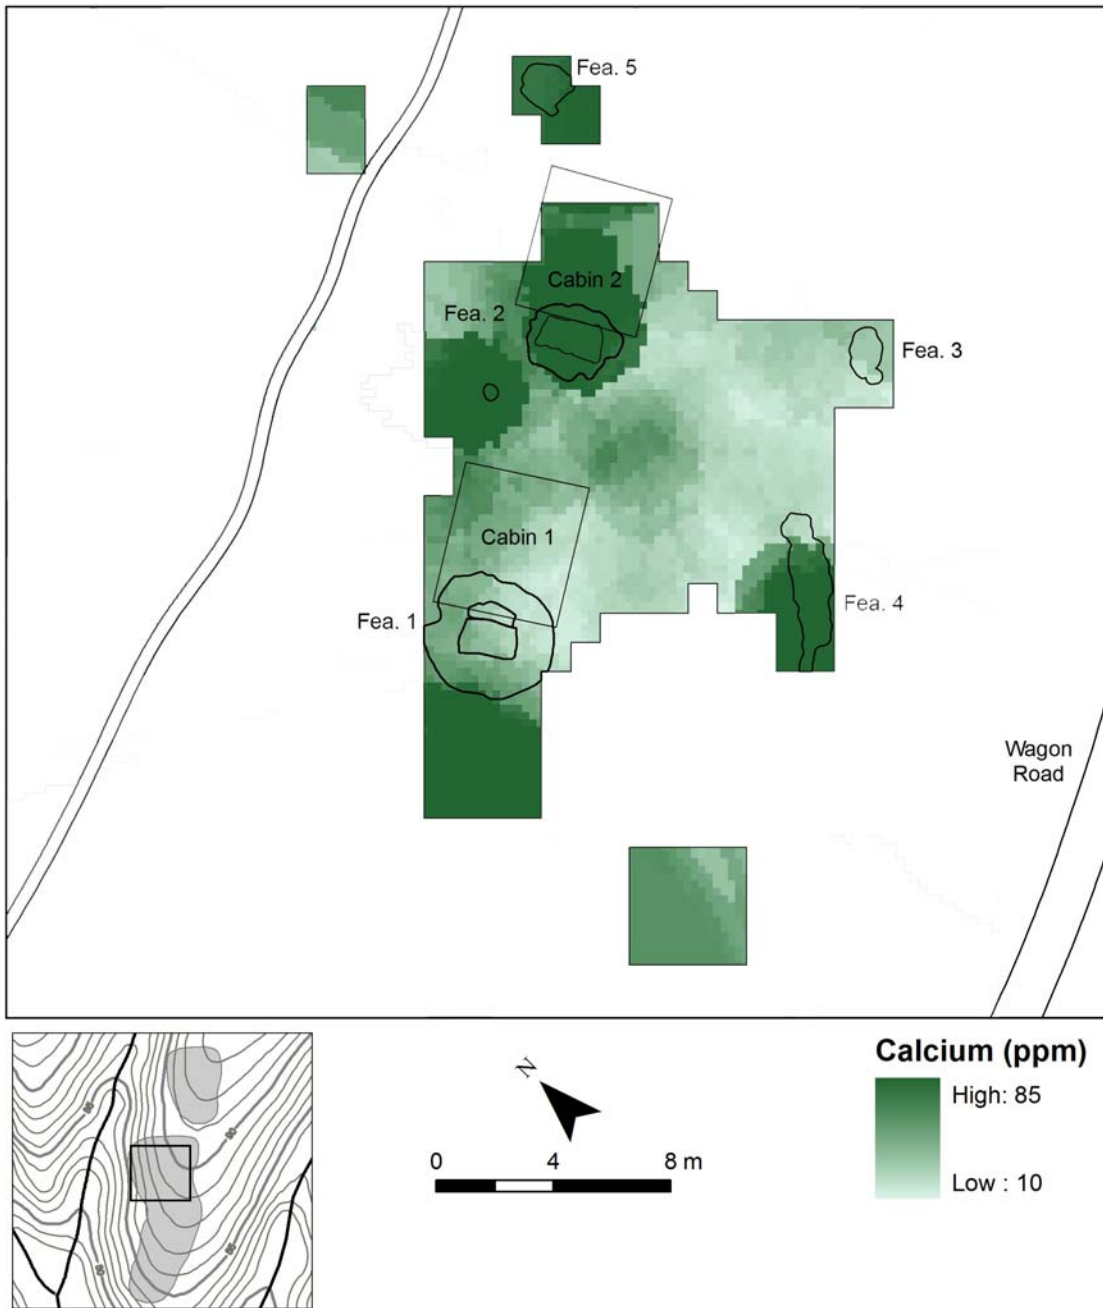 Fea. 5
Cabin 2
Fea. 2
Fea. 3
Cabin 1
Fea. 4
Fea. 1
Wagon
Road
N
Calcium (ppm)
High: 85
Low : 10
0 4 8 m